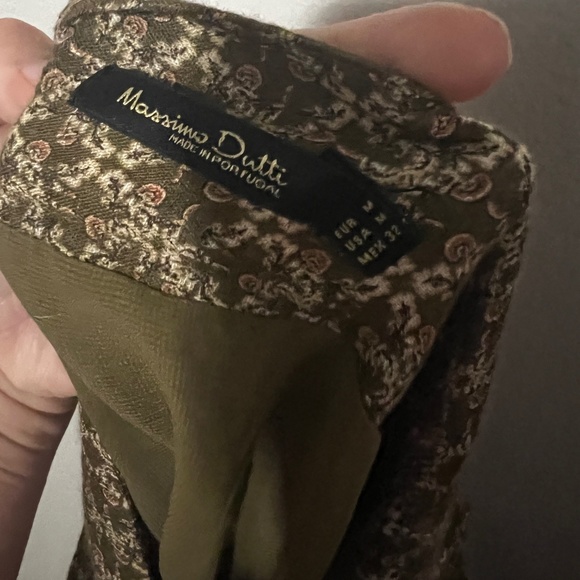 Massimo Dutti
MADE IN PORTUGAL
EUR M
USA M
MEX 32